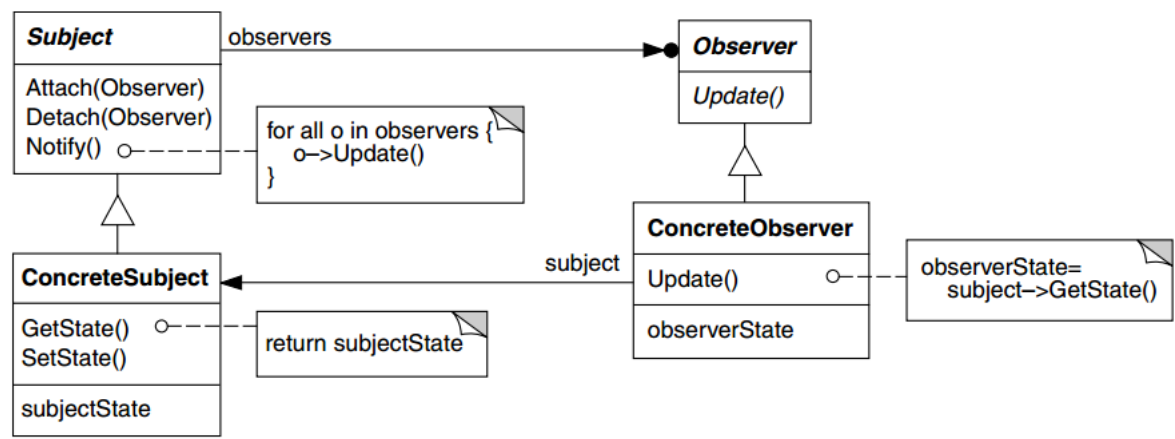 Subject
Attach(Observer)
Detach(Observer)
Notify()
observers
for all o in observers {
o–>Update()
}
Observer
Update()
ConcreteSubject
GetState()
SetState()
subjectState
return subjectState
subject
ConcreteObserver
Update()
observerState
observerState=
subject–>GetState()